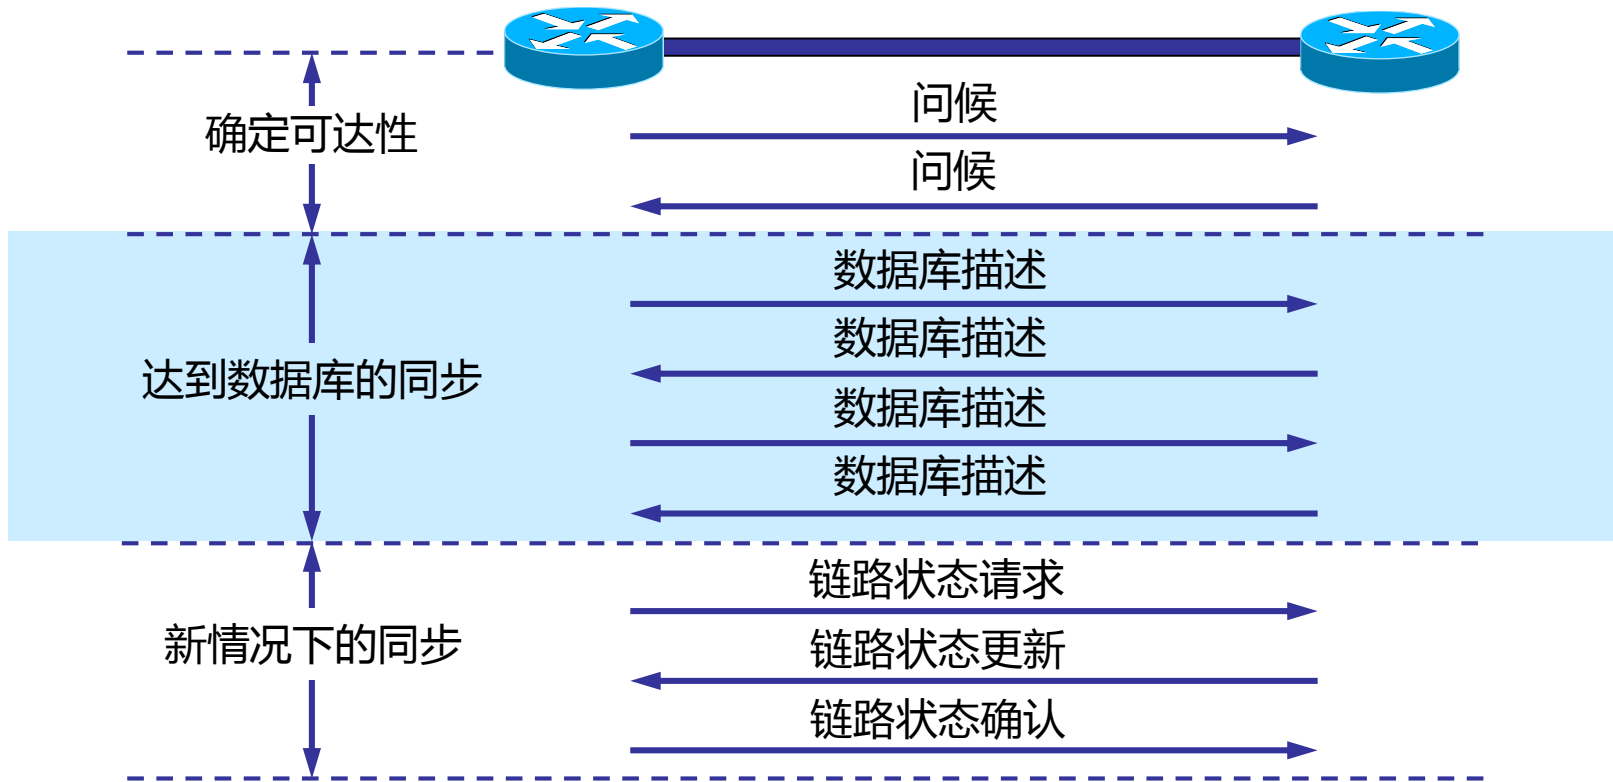 问候
确定可达性
问候
数据库描述
数据库描述
达到数据库的同步
数据库描述
数据库描述
链路状态请求
新情况下的同步
链路状态更新
链路状态确认